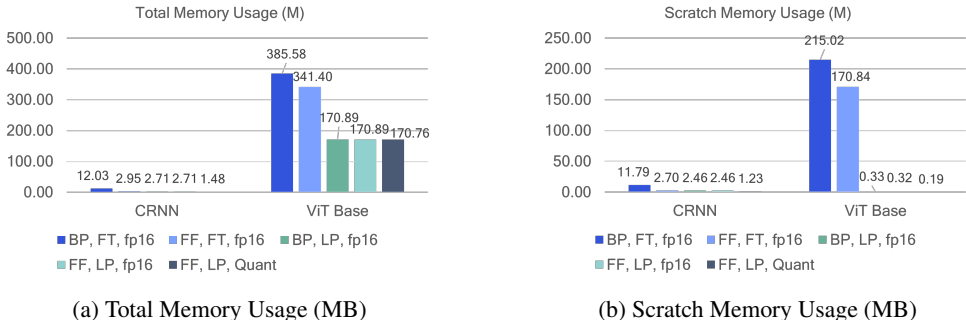 Total Memory Usage (M)
500.00
400.00
300.00
200.00
100.00
0.00
385.58
341.40
170.89
170.89
170.76
12.03
2.95
2.71
2.71
1.48
CRNN
ViT Base
BP, FT, fp16
FF, FT, fp16
BP, LP, fp16
FF, LP, fp16
FF, LP, Quant
(a) Total Memory Usage (MB)
Scratch Memory Usage (M)
250.00
200.00
150.00
100.00
50.00
0.00
215.02
170.84
11.79
2.70
2.46
2.46
1.23
0.33
0.32
0.19
CRNN
ViT Base
BP, FT, fp16
FF, FT, fp16
BP, LP, fp16
FF, LP, fp16
FF, LP, Quant
(b) Scratch Memory Usage (MB)